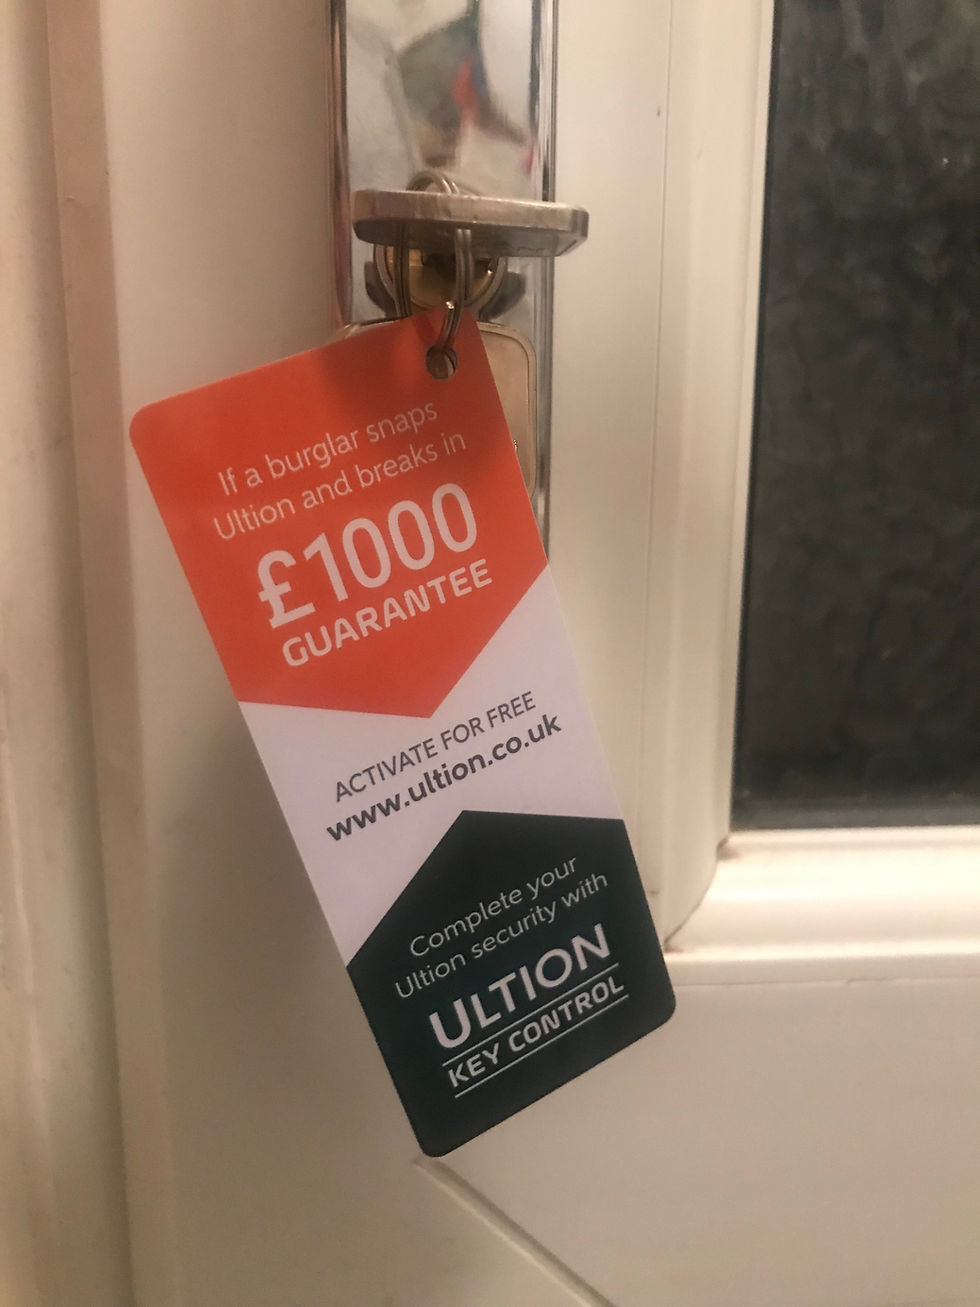 If a burglar snaps
Ultion and breaks in
£1000
GUARANTEE
ACTIVATE FOR FREE
www.ultion.co.uk
Complete your
Ultion security with
ULTION
KEY CONTROL